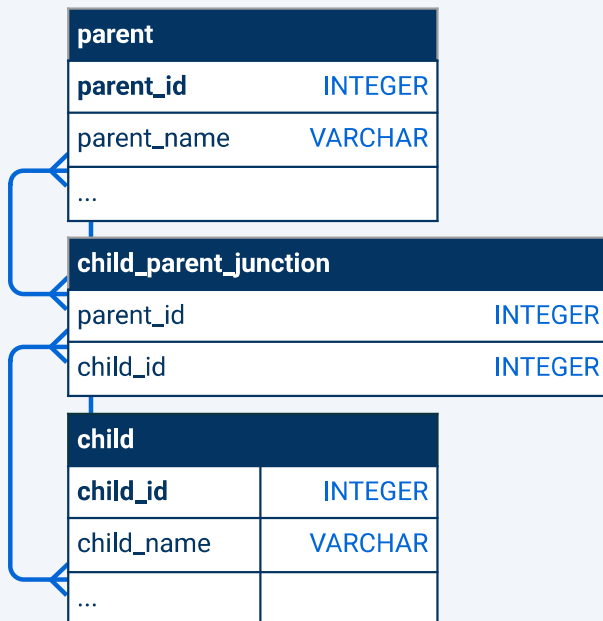 parent
parent_id INTEGER
parent_name VARCHAR
...
child_parent_junction
parent_id INTEGER
child_id INTEGER
child
child_id INTEGER
child_name VARCHAR
...